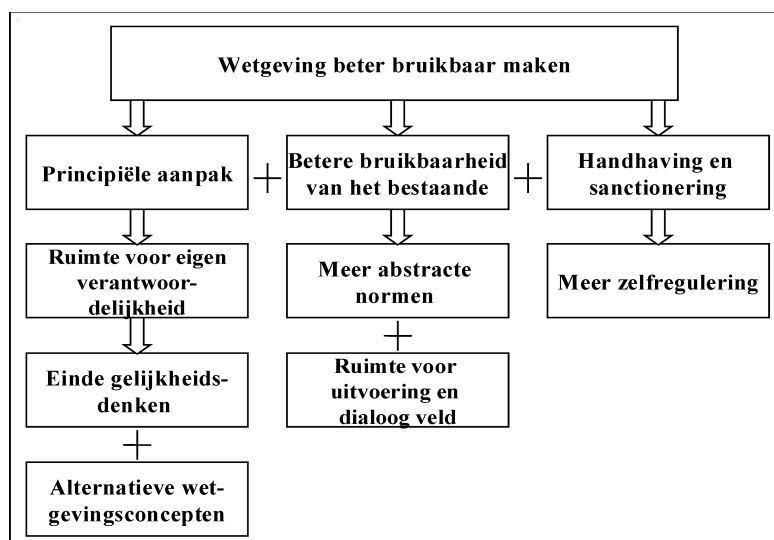 Wetgeving beter bruikbaar maken
Principiële aanpak
Betere bruikbaarheid
van het bestaande
Handhaving en
sanctionering
Ruimte voor eigen
verantwoor-
delijkheid
Meer abstracte
normen
Meer zelfregulering
Einde gelijkheids-
denken
Ruimte voor
uitvoering en
dialoog veld
Alternatieve wet-
gevingsconcepten